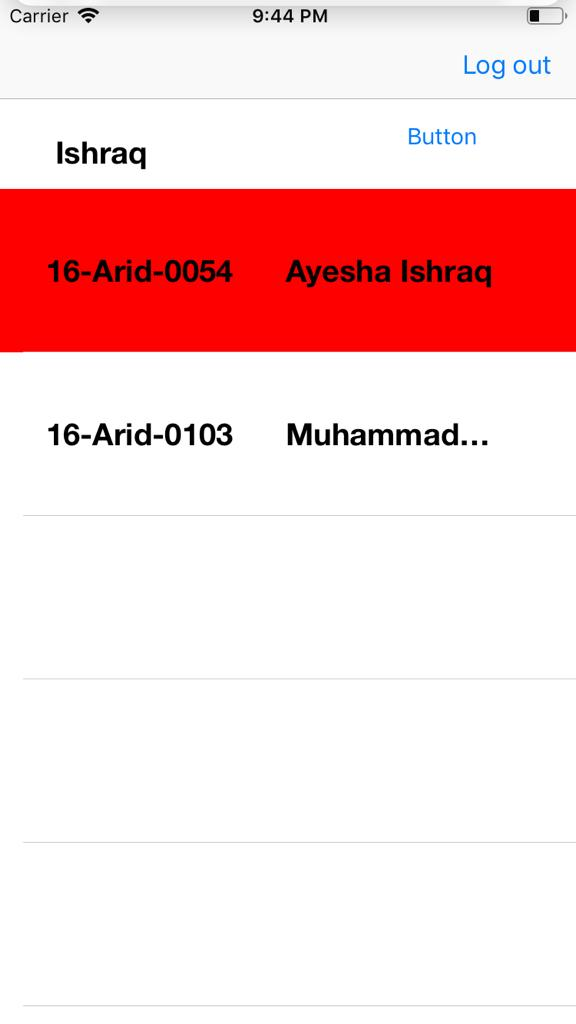 Carrier 9:44 PM
Log out
Ishraq Button
16-Arid-0054 Ayesha Ishraq
16-Arid-0103 Muhammad...